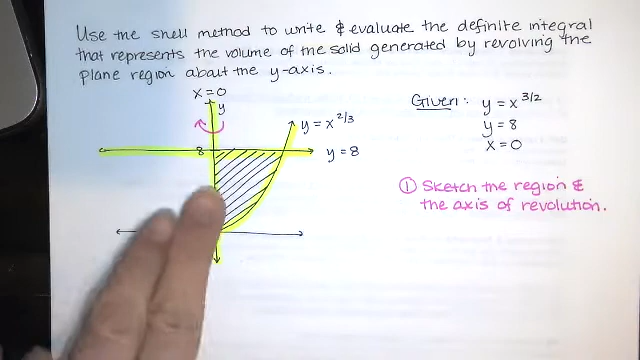 Use the shell method to write & evaluate the definite integral
that represents the volume of the solid generated by revolving the
plane region about the y-axis.
x = 0
y
Given: y = x^3/2
y = x^2/3
y = 8
8
y = 8
x = 0
① Sketch the region &
the axis of revolution.